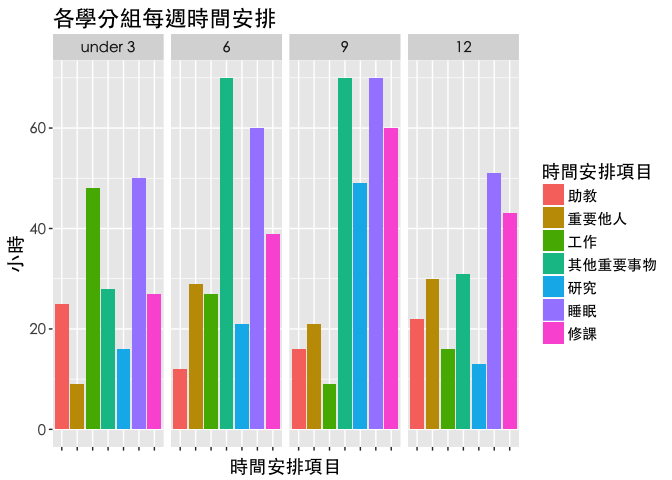 各學分組每週時間安排
under 3
6
9
12
60
40
20
0
小時
時間安排項目
時間安排項目
助教
重要他人
工作
其他重要事物
研究
睡眠
修課